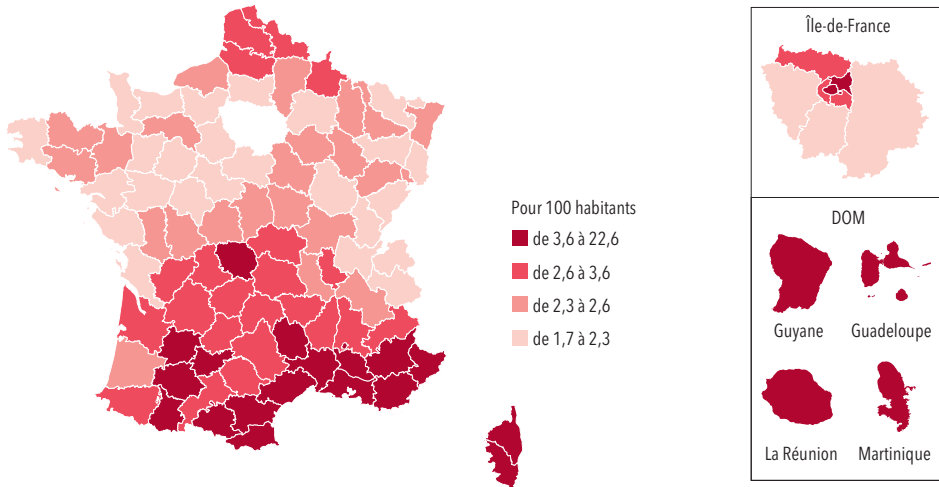 Pour 100 habitants
de 3,6 à 22,6
de 2,6 à 3,6
de 2,3 à 2,6
de 1,7 à 2,3
Île-de-France
DOM
Guyane
Guadeloupe
La Réunion
Martinique